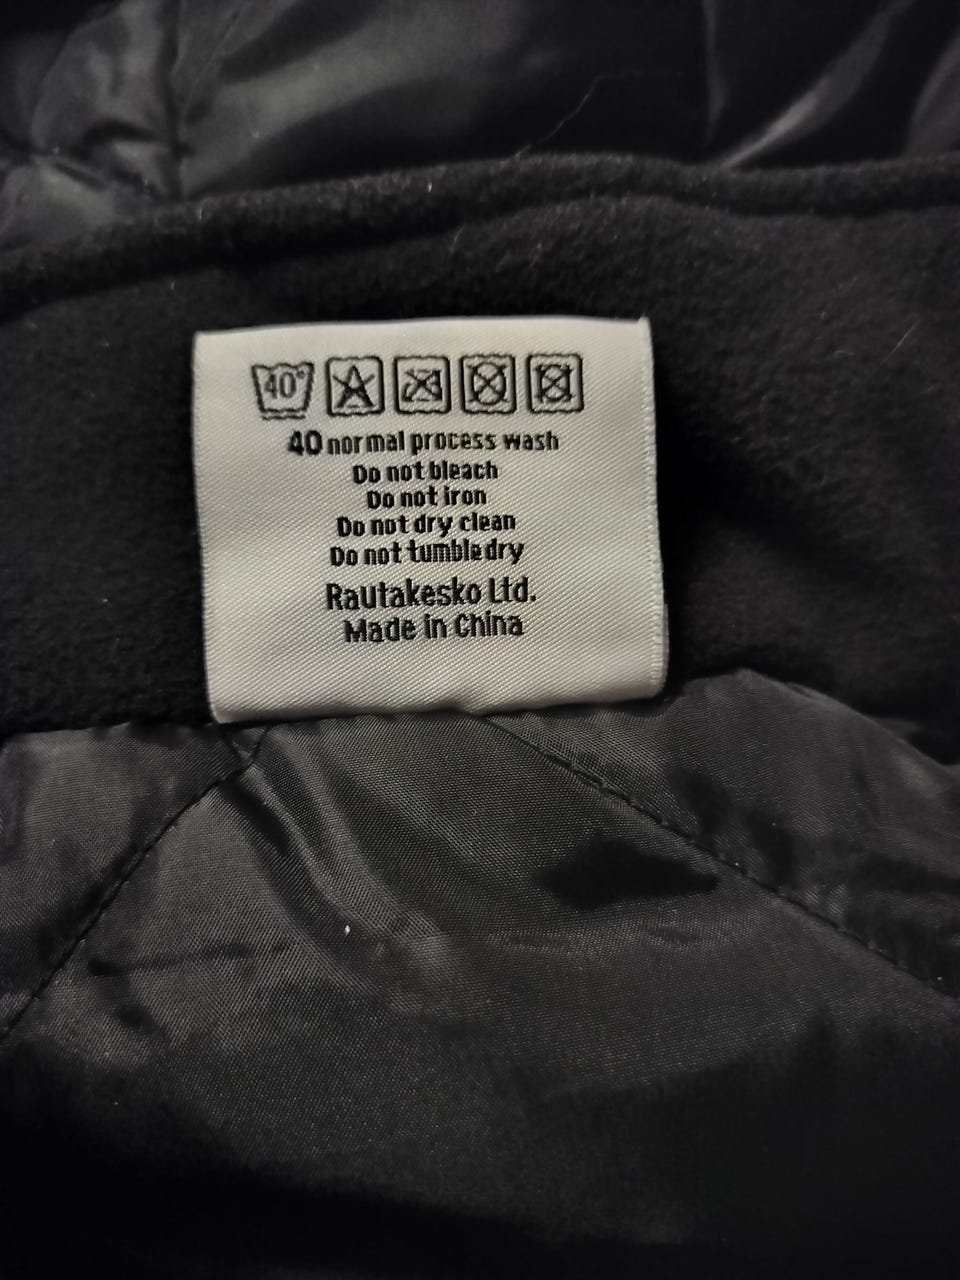 40°
40 normal process wash
Do not bleach
Do not iron
Do not dry clean
Do not tumble dry
Rautakesko Ltd.
Made in China